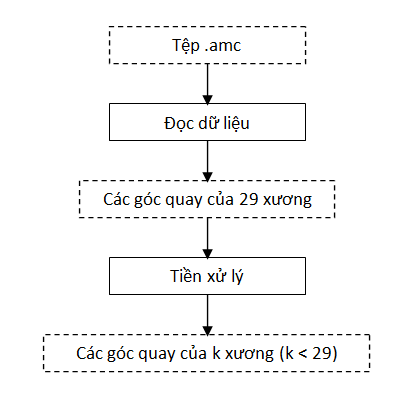 Tệp .amc
Đọc dữ liệu
Các góc quay của 29 xương
Tiền xử lý
Các góc quay của k xương (k < 29)